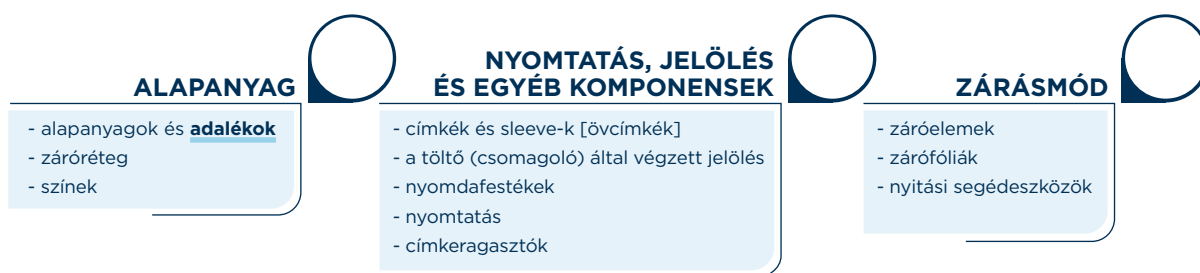 ALAPANYAG
- alapanyagok és adalékok
- záróréteg
- színek
NYOMTATÁS, JELÖLÉS
ÉS EGYÉB KOMPONENSEK
- címkék és sleeve-k [övcímkék]
- a töltő (csomagoló) által végzett jelölés
- nyomdafestékek
- nyomtatás
- címkeragasztók
ZÁRÁSMÓD
- záróelemek
- zárófóliák
- nyitási segédeszközök